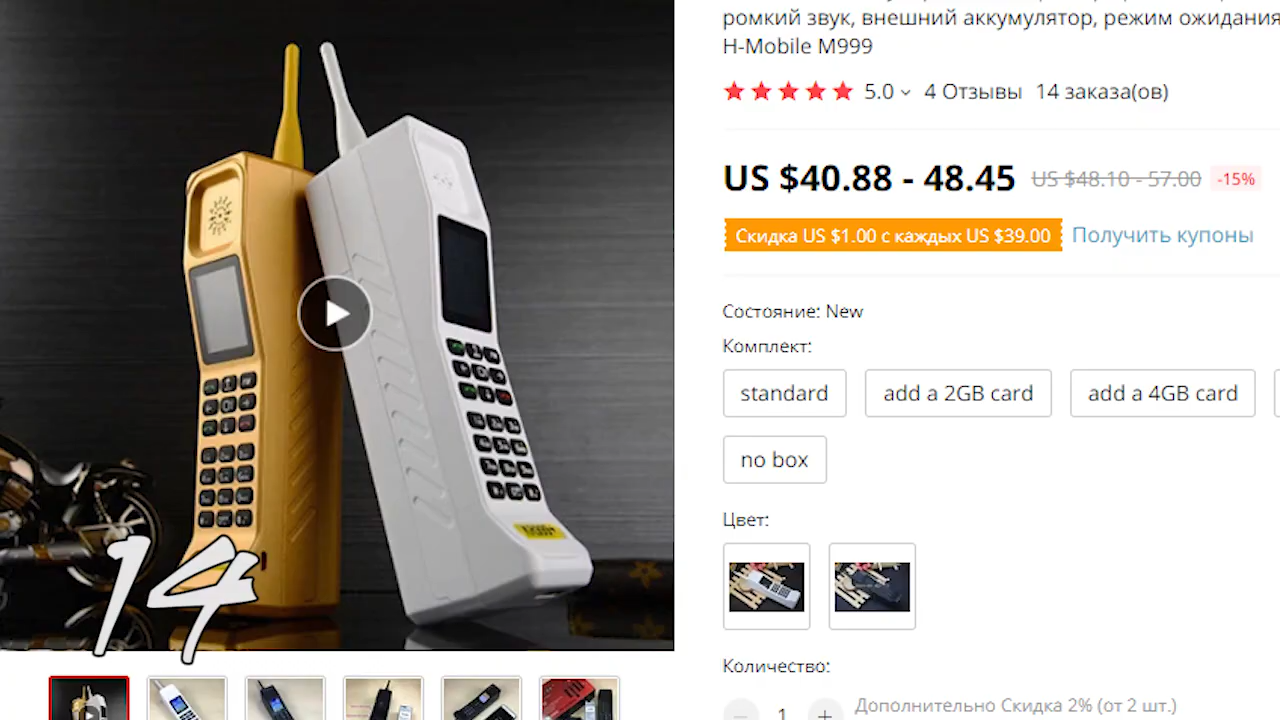 ромкий звук, внешний аккумулятор, режим ожидания
H-Mobile M999
5.0 4 Отзывы 14 заказа(ов)
US $40.88 - 48.45 US $48.10 - 57.00 -15%
Скидка US $1.00 с каждых US $39.00 Получить купоны
Состояние: New
Комплект:
standard add a 2GB card add a 4GB card
no box
Цвет:
14
Количество:
1 + Дополнительно Скидка 2% (от 2 шт.)